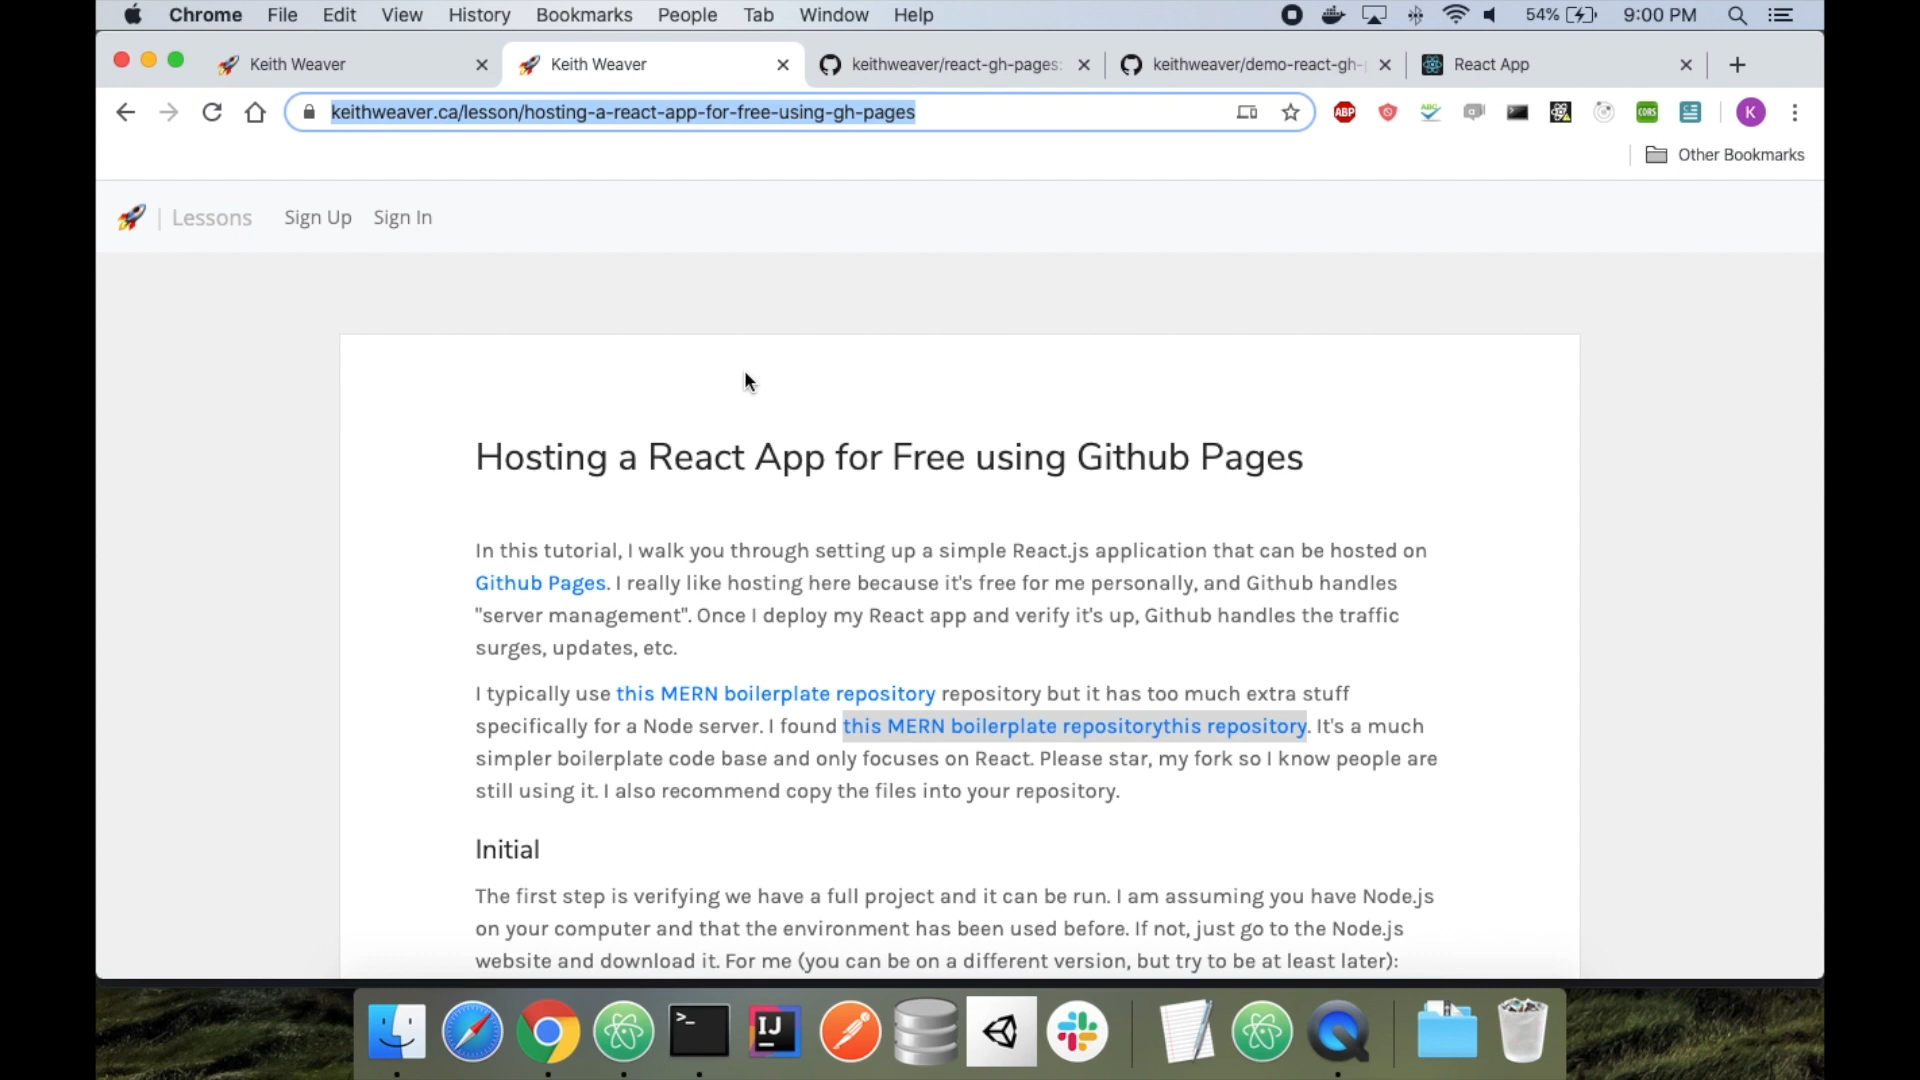 Chrome File Edit View History Bookmarks People Tab Window Help 54% 9:00 PM
Keith Weaver Keith Weaver keithweaver/react-gh-pages: keithweaver/demo-react-gh- React App
keithweaver.ca/lesson/hosting-a-react-app-for-free-using-gh-pages ABP ABC CORS K
Other Bookmarks
| Lessons Sign Up Sign In
Hosting a React App for Free using Github Pages
In this tutorial, I walk you through setting up a simple React.js application that can be hosted on
Github Pages. I really like hosting here because it's free for me personally, and Github handles
"server management". Once I deploy my React app and verify it's up, Github handles the traffic
surges, updates, etc.
I typically use this MERN boilerplate repository repository but it has too much extra stuff
specifically for a Node server. I found this MERN boilerplate repositorythis repository. It's a much
simpler boilerplate code base and only focuses on React. Please star, my fork so I know people are
still using it. I also recommend copy the files into your repository.
Initial
The first step is verifying we have a full project and it can be run. I am assuming you have Node.js
on your computer and that the environment has been used before. If not, just go to the Node.js
website and download it. For me (you can be on a different version, but try to be at least later):
>_ IJ